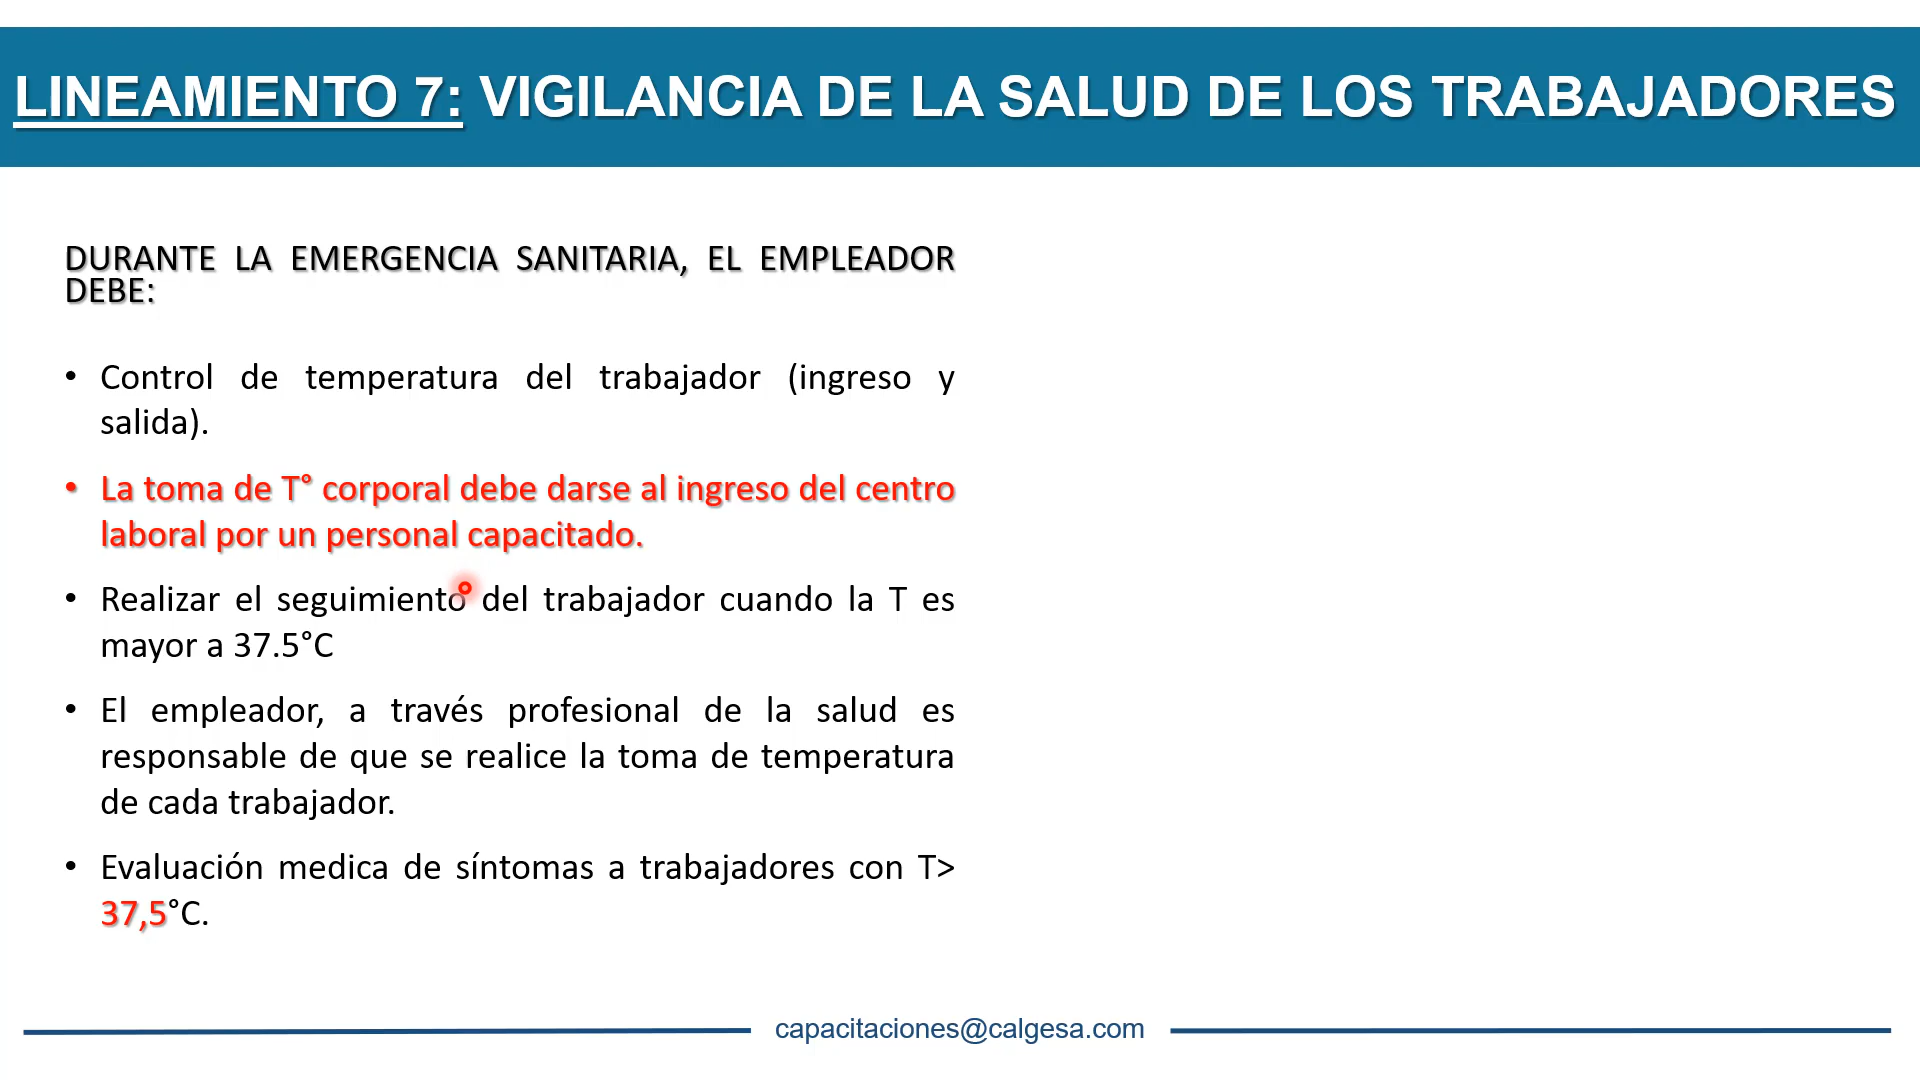 LINEAMIENTO 7: VIGILANCIA DE LA SALUD DE LOS TRABAJADORES
DURANTE LA EMERGENCIA SANITARIA, EL EMPLEADOR
DEBE:
• Control de temperatura del trabajador (ingreso y
salida).
• La toma de T° corporal debe darse al ingreso del centro
laboral por un personal capacitado.
• Realizar el seguimiento del trabajador cuando la T es
mayor a 37.5°C
• El empleador, a través profesional de la salud es
responsable de que se realice la toma de temperatura
de cada trabajador.
• Evaluación medica de síntomas a trabajadores con T>
37,5°C.
capacitaciones@calgesa.com